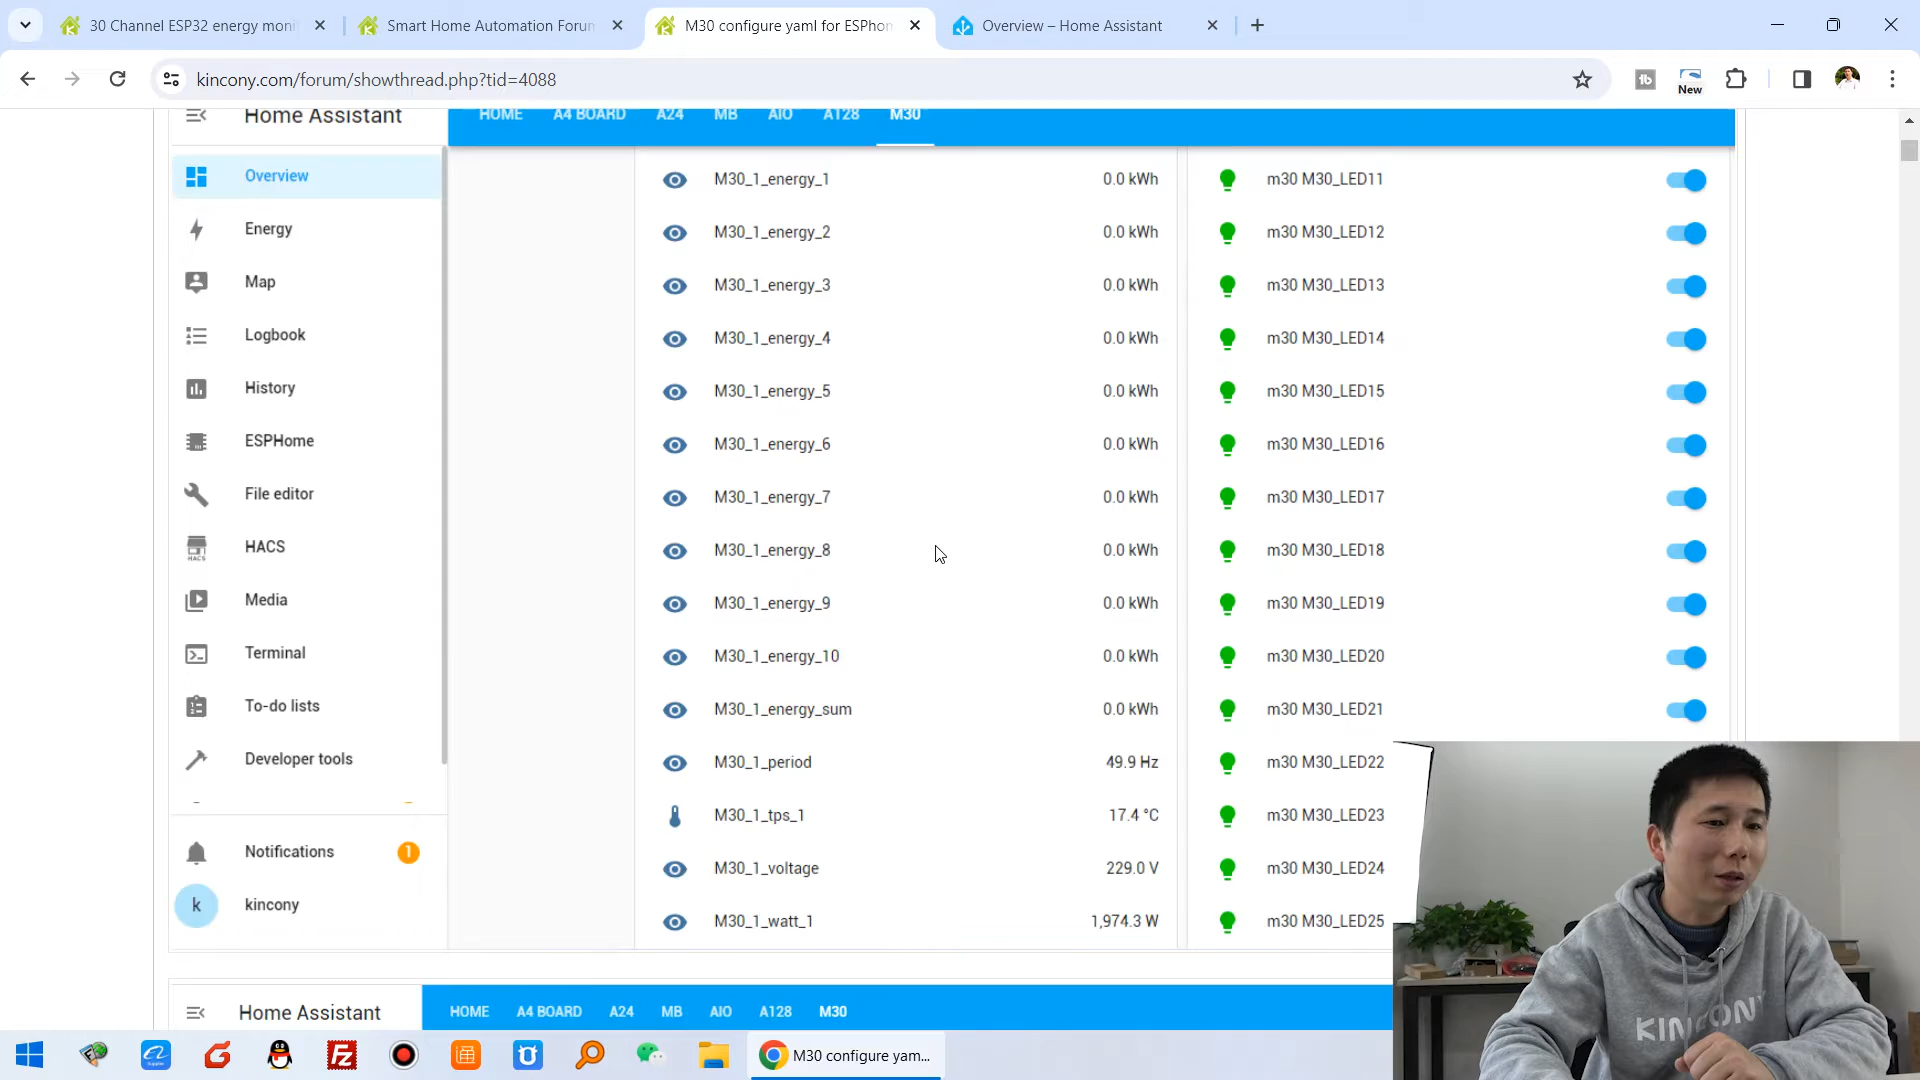 30 Channel ESP32 energy moni
Smart Home Automation Forun
M30 configure yaml for ESPhon
Overview – Home Assistant
kincony.com/forum/showthread.php?tid=4088
New
Home Assistant
HOME A4 BOARD A24 MB AIO A128 M30
Overview
Energy
Map
Logbook
History
ESPHome
File editor
HACS
HACS
Media
Terminal
To-do lists
Developer tools
Notifications 1
k kincony
M30_1_energy_1 0.0 kWh
M30_1_energy_2 0.0 kWh
M30_1_energy_3 0.0 kWh
M30_1_energy_4 0.0 kWh
M30_1_energy_5 0.0 kWh
M30_1_energy_6 0.0 kWh
M30_1_energy_7 0.0 kWh
M30_1_energy_8 0.0 kWh
M30_1_energy_9 0.0 kWh
M30_1_energy_10 0.0 kWh
M30_1_energy_sum 0.0 kWh
M30_1_period 49.9 Hz
M30_1_tps_1 17.4 °C
M30_1_voltage 229.0 V
M30_1_watt_1 1,974.3 W
m30 M30_LED11
m30 M30_LED12
m30 M30_LED13
m30 M30_LED14
m30 M30_LED15
m30 M30_LED16
m30 M30_LED17
m30 M30_LED18
m30 M30_LED19
m30 M30_LED20
m30 M30_LED21
m30 M30_LED22
m30 M30_LED23
m30 M30_LED24
m30 M30_LED25
Home Assistant
HOME A4 BOARD A24 MB AIO A128 M30
M30 configure yam...